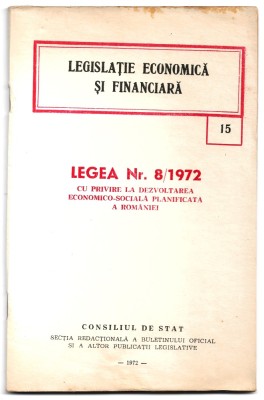 LEGISLAȚIE ECONOMICĂ
ȘI FINANCIARĂ
15
LEGEA Nr. 8/1972
CU PRIVIRE LA DEZVOLTAREA
ECONOMICO-SOCIALĂ PLANIFICATA
A ROMÂNIEI
CONSILIUL DE STAT
SECȚIA REDACȚIONALĂ A BULETINULUI OFICIAL
ȘI A ALTOR PUBLICAȚII LEGISLATIVE
— 1972 —